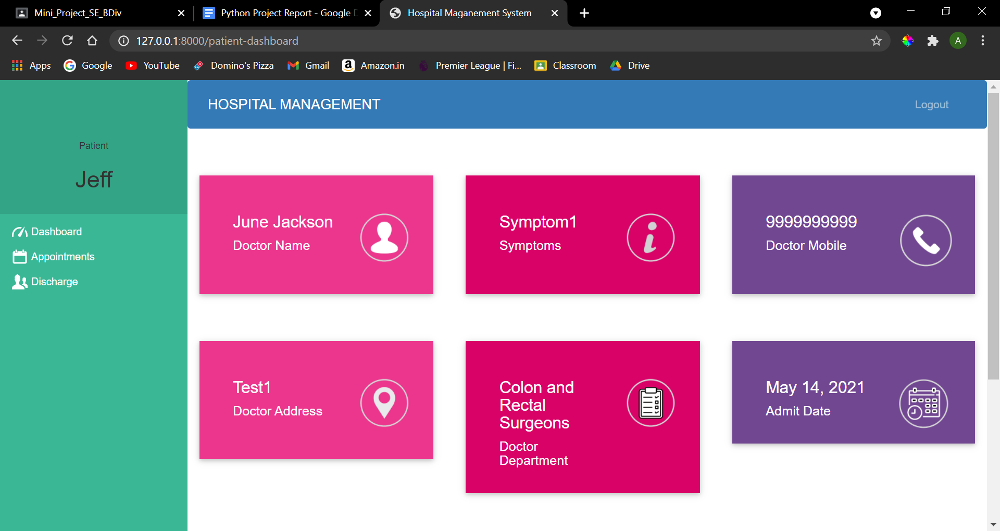 Mini_Project_SE_BDiv
Python Project Report - Google
Hospital Maganement System
127.0.0.1:8000/patient-dashboard
A
Apps
Google
YouTube
Domino's Pizza
Gmail
a
Amazon.in
Premier League | Fi...
Classroom
Drive
HOSPITAL MANAGEMENT
Logout
Patient
Jeff
Dashboard
Appointments
Discharge
June Jackson
Doctor Name
Symptom1
Symptoms
9999999999
Doctor Mobile
Test1
Doctor Address
Colon and
Rectal
Surgeons
Doctor
Department
May 14, 2021
Admit Date